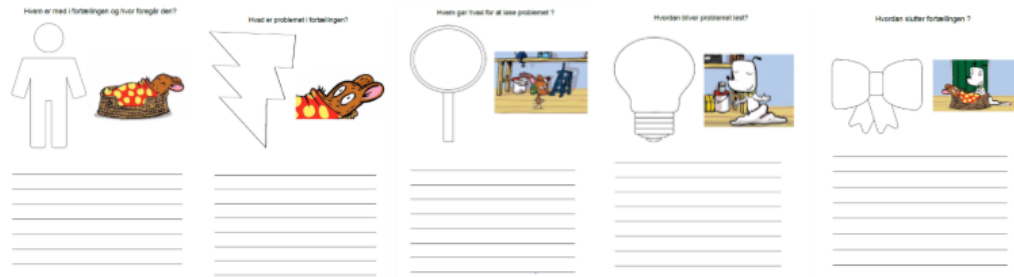 Hvem er med i fortællingen og hvor foregår den?
Hvad er problemet i fortællingen?
Hvem gør hvad for at løse problemet ?
Hvordan bliver problemet løst?
Hvordan slutter fortællingen ?